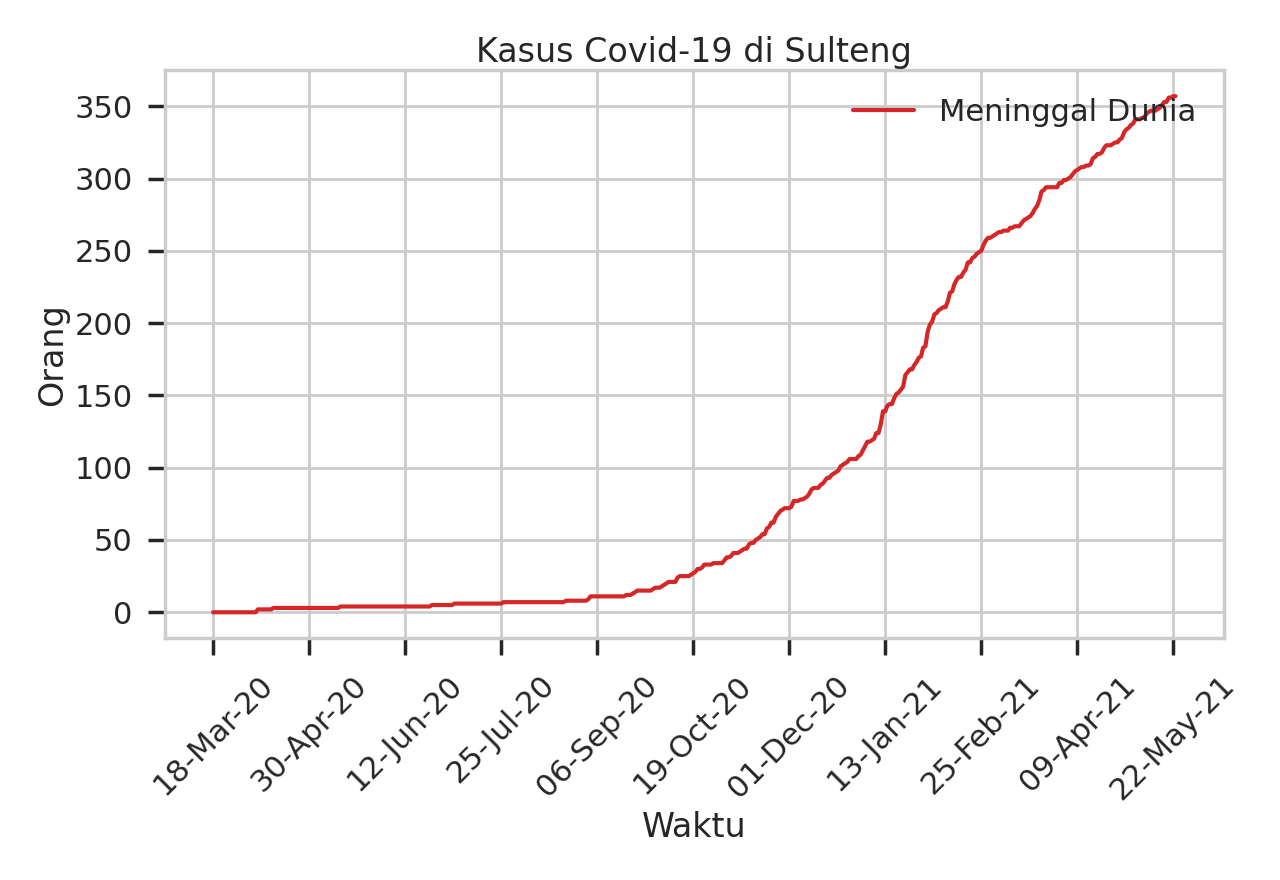 Kasus Covid-19 di Sulteng
Meninggal Dunia
Orang
350
300
250
200
150
100
50
0
18-Mar-20
30-Apr-20
12-Jun-20
25-Jul-20
06-Sep-20
19-Oct-20
01-Dec-20
13-Jan-21
25-Feb-21
09-Apr-21
22-May-21
Waktu